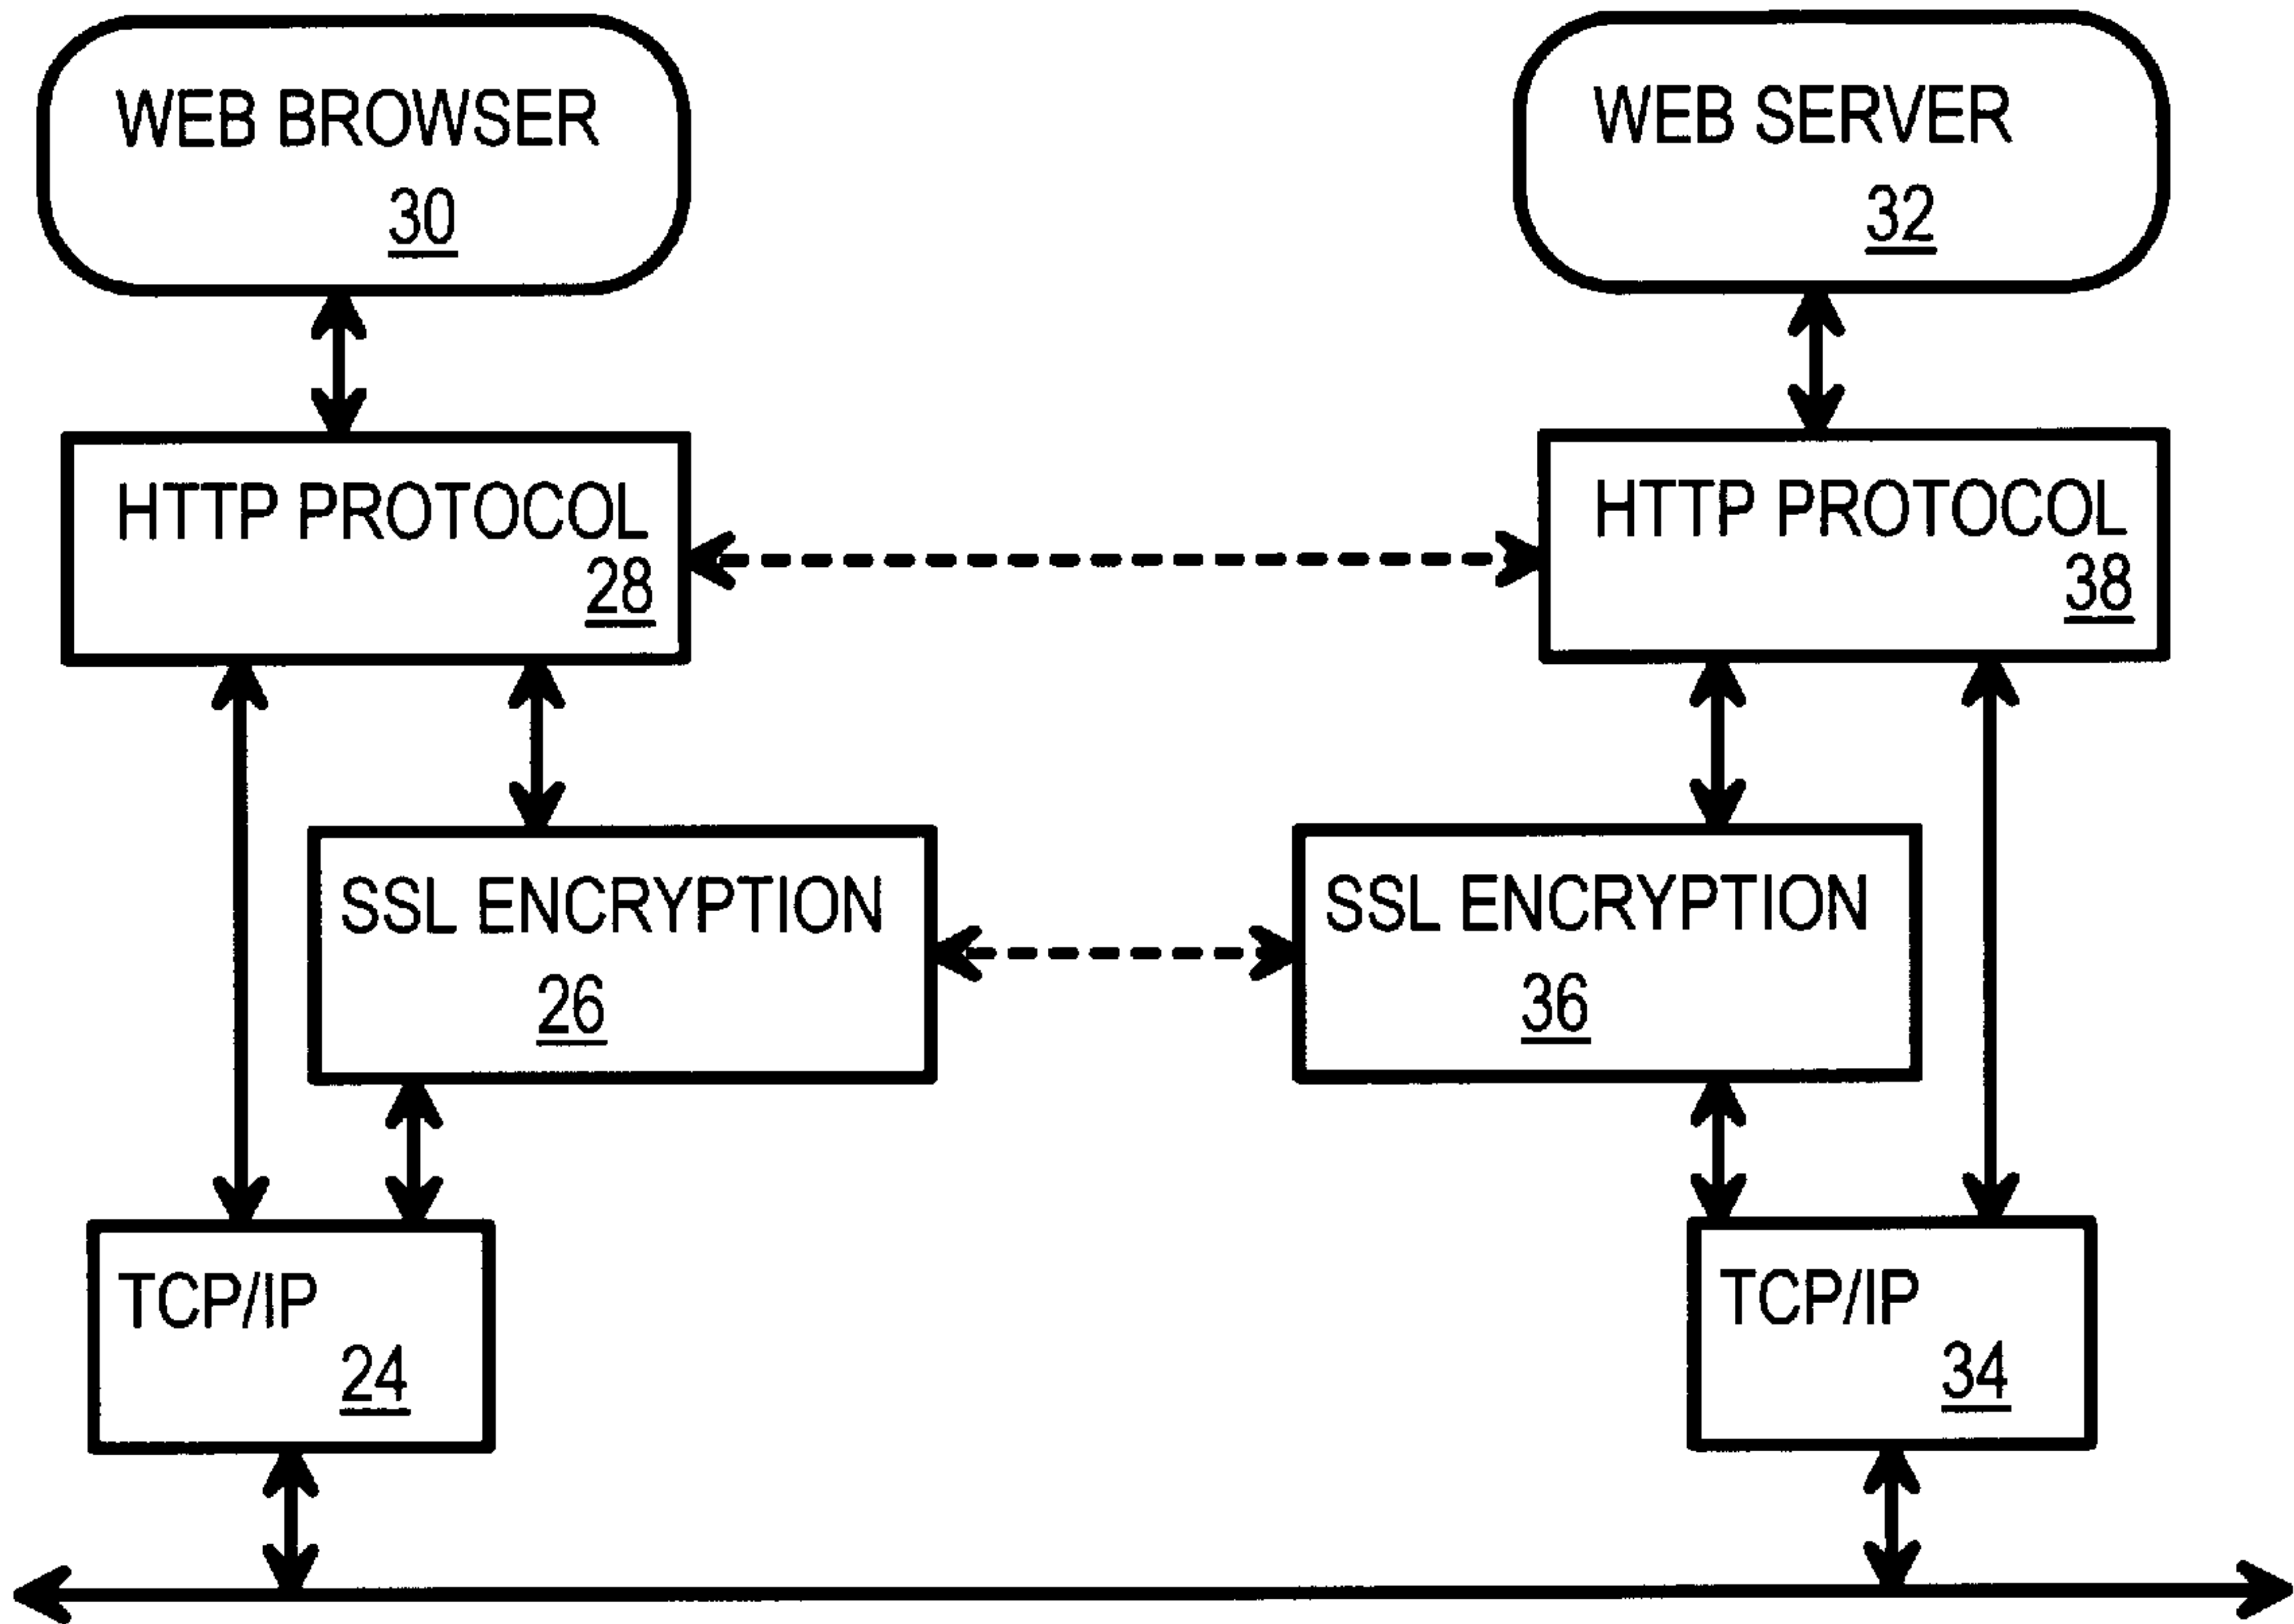 WEB BROWSER
30
WEB SERVER
32
HTTP PROTOCOL
28
HTTP PROTOCOL
38
SSL ENCRYPTION
26
SSL ENCRYPTION
36
TCP/IP
24
TCP/IP
34